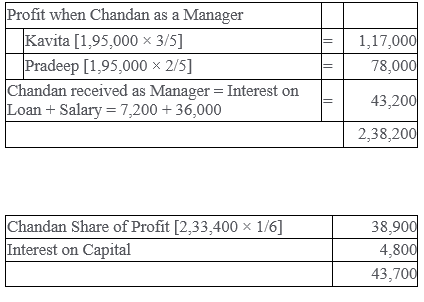 Profit when Chandan as a Manager
Kavita [1,95,000 × 3/5] = 1,17,000
Pradeep [1,95,000 × 2/5] = 78,000
Chandan received as Manager = Interest on
Loan + Salary = 7,200 + 36,000 = 43,200
2,38,200
Chandan Share of Profit [2,33,400 × 1/6] 38,900
Interest on Capital 4,800
43,700